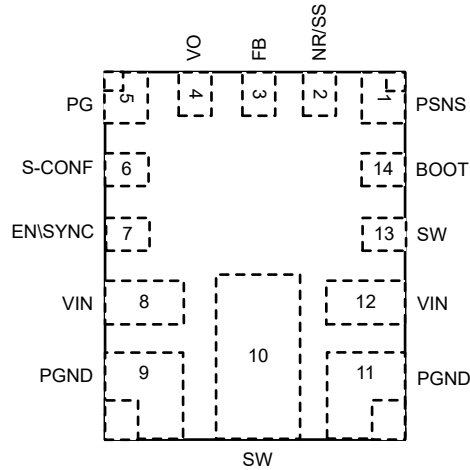 VO FB NR/SS
PG 5 4 3 2 1 PSNS
S-CONF 6 14 BOOT
EN\SYNC 7 13 SW
VIN 8 12 VIN
10
PGND 9 11 PGND
SW